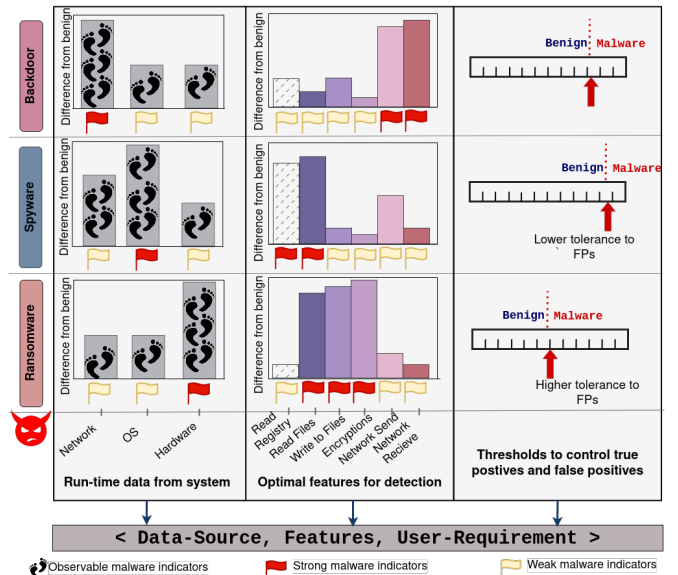 Backdoor
Difference from benign
Difference from benign
Benign Malware
Spyware
Difference from benign
Difference from benign
Benign Malware
Lower tolerance to
FPs
Ransomware
Difference from benign
Difference from benign
Benign Malware
Higher tolerance to
FPs
Network
OS
Hardware
Read
Registry
Read Files
Write to Files
Encryptions
Network Send
Network
Recieve
Run-time data from system
Optimal features for detection
Thresholds to control true
postives and false positives
< Data-Source, Features, User-Requirement >
Observable malware indicators
Strong malware indicators
Weak malware indicators